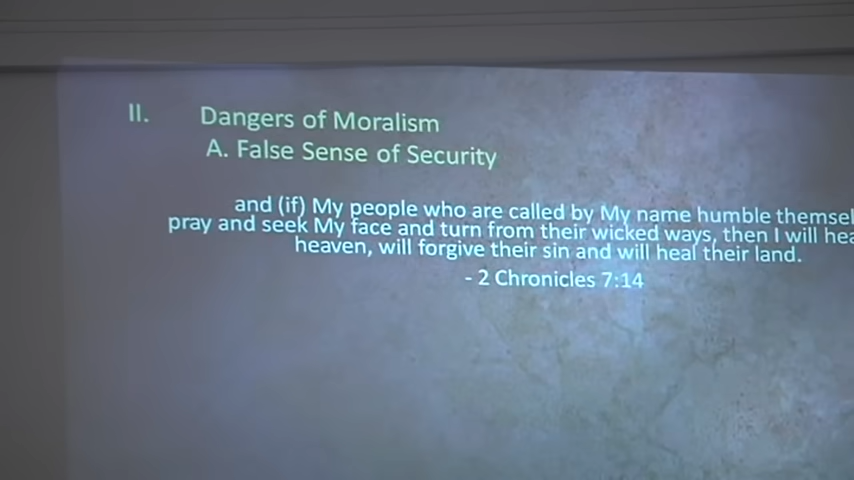 II. Dangers of Moralism
A. False Sense of Security
and (if) My people who are called by My name humble
pray and seek My face and turn from their wicked ways, then I will
heaven, will forgive their sin and will heal their land.
- 2 Chronicles 7:14